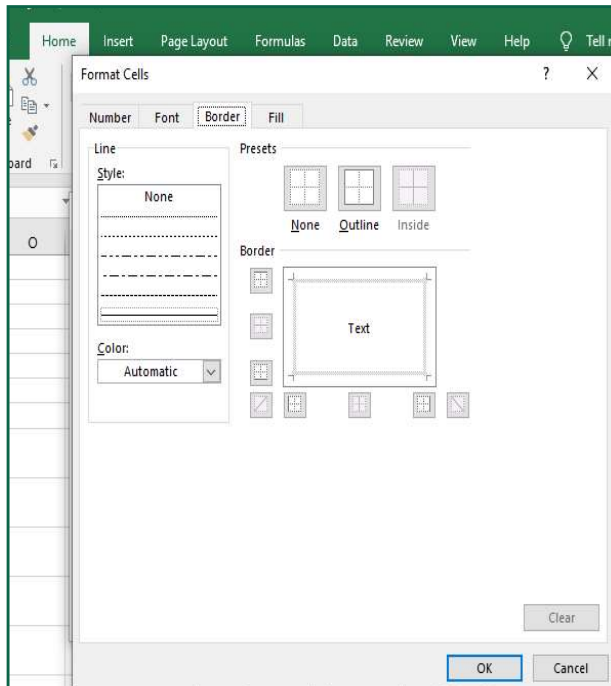 Home Insert Page Layout Formulas Data Review View Help Tell
Format Cells ? X
Number Font Border Fill
Line
Presets
Style:
None
None Outline Inside
Border
Text
Color:
Automatic
O
Clear
OK Cancel